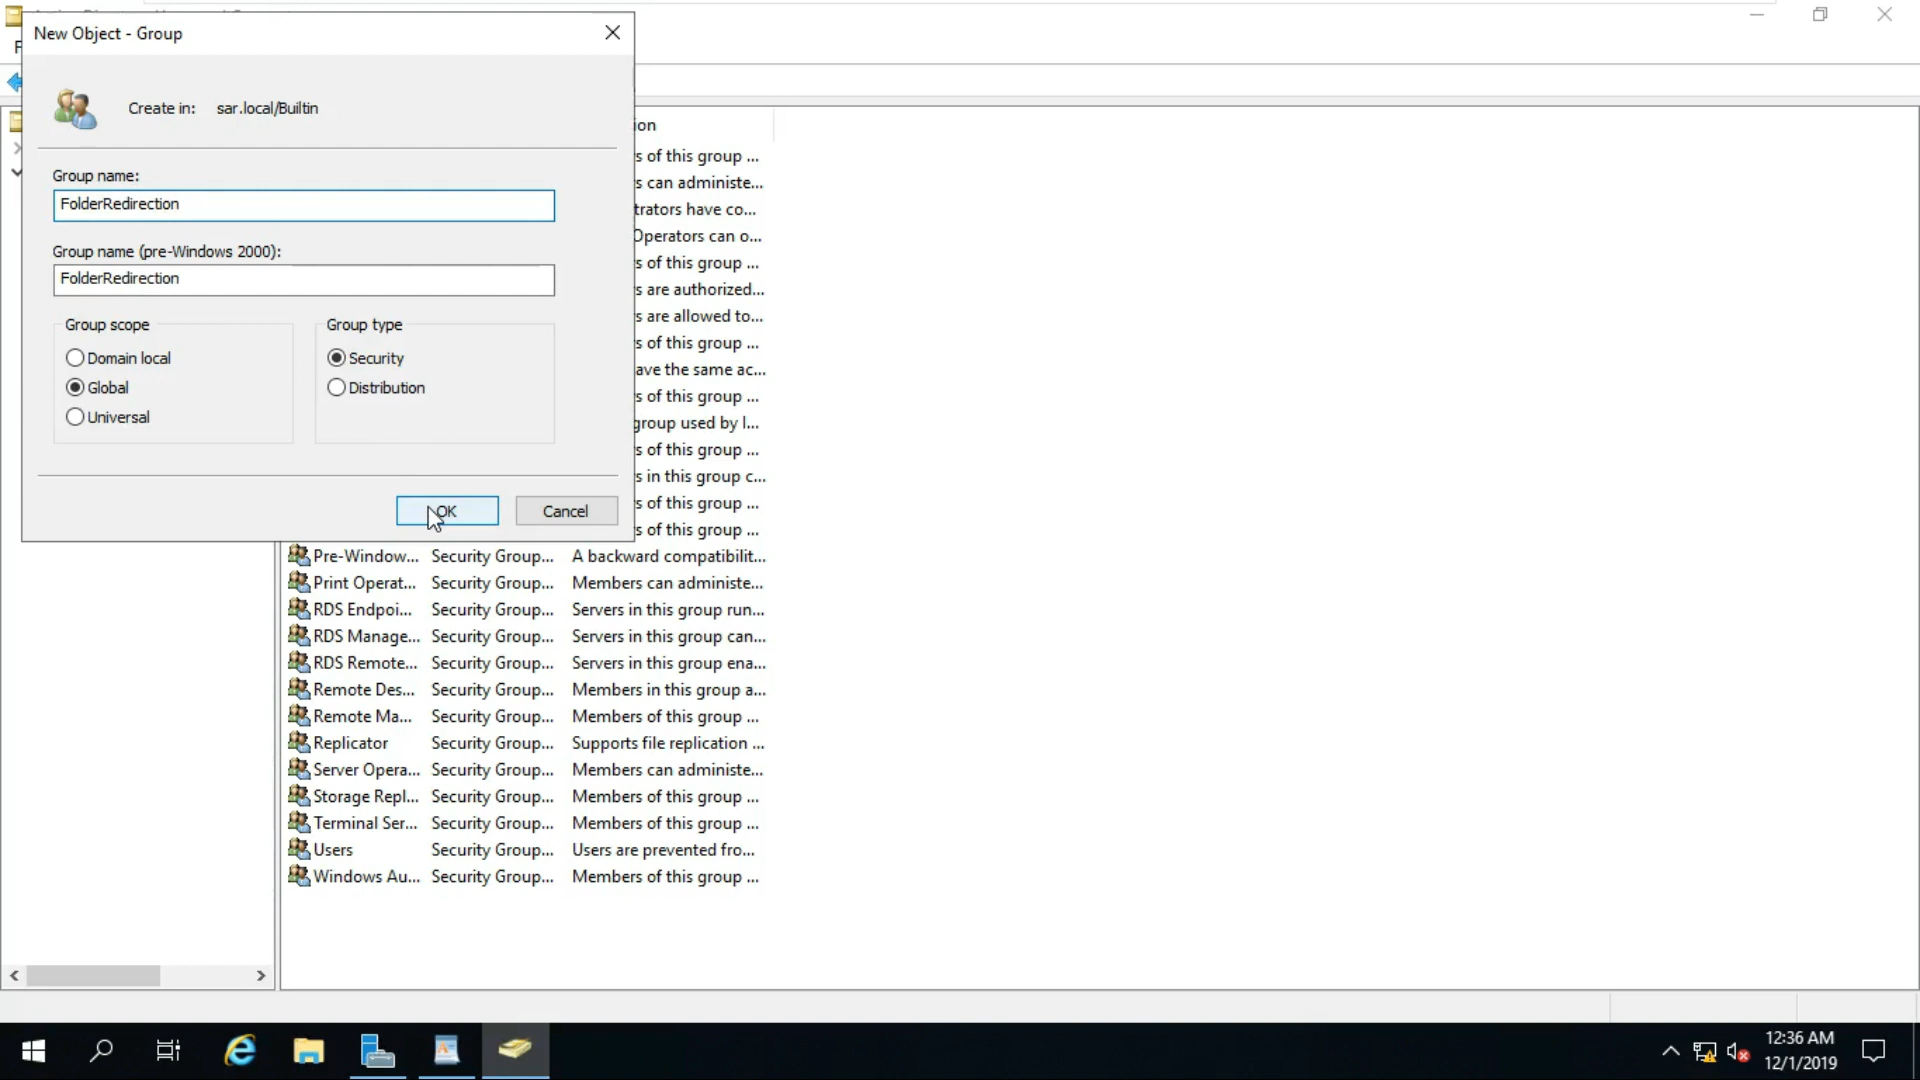 New Object - Group
Create in: sar.local/Builtin
Group name:
FolderRedirection
Group name (pre-Windows 2000):
FolderRedirection
Group scope
Domain local
Global
Universal
Group type
Security
Distribution
OK
Cancel
ion
s of this group ...
s can administe...
trators have co...
Operators can o...
s of this group ...
s are authorized...
s are allowed to...
s of this group ...
ave the same ac...
s of this group ...
group used by I...
s of this group ...
s in this group c...
s of this group ...
s of this group ...
Pre-Window... Security Group... A backward compatibilit...
Print Operat... Security Group... Members can administe...
RDS Endpoi... Security Group... Servers in this group run...
RDS Manage... Security Group... Servers in this group can...
RDS Remote... Security Group... Servers in this group ena...
Remote Des... Security Group... Members in this group a...
Remote Ma... Security Group... Members of this group ...
Replicator Security Group... Supports file replication ...
Server Opera... Security Group... Members can administe...
Storage Repl... Security Group... Members of this group ...
Terminal Ser... Security Group... Members of this group ...
Users Security Group... Users are prevented fro...
Windows Au... Security Group... Members of this group ...
12:36 AM
12/1/2019